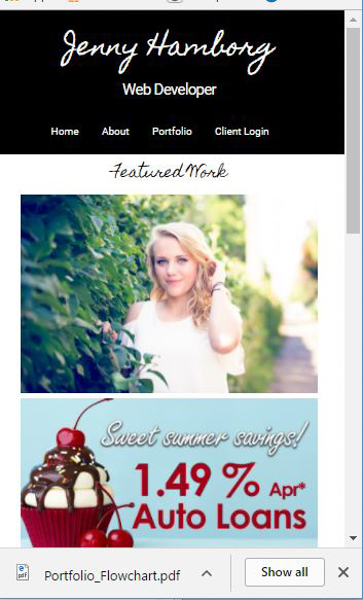 Jenny Hamborg
Web Developer
Home About Portfolio Client Login
Featured Work
Sweet summer savings!
1.49 % Apr*
Auto Loans
Portfolio_Flowchart.pdf
Show all